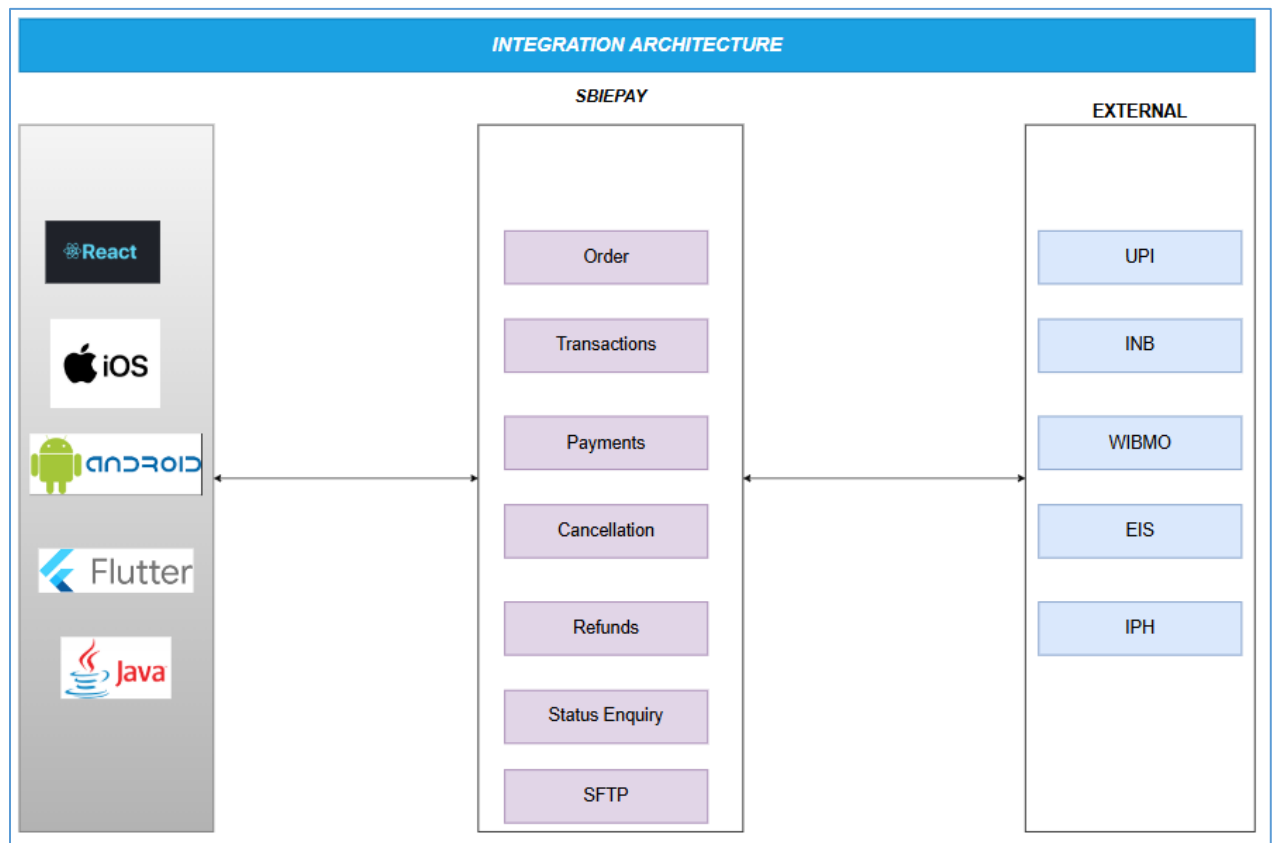 INTEGRATION ARCHITECTURE
SBIEPAY
EXTERNAL
React
iOS
ANDROID
Flutter
Java
Order
Transactions
Payments
Cancellation
Refunds
Status Enquiry
SFTP
UPI
INB
WIBMO
EIS
IPH